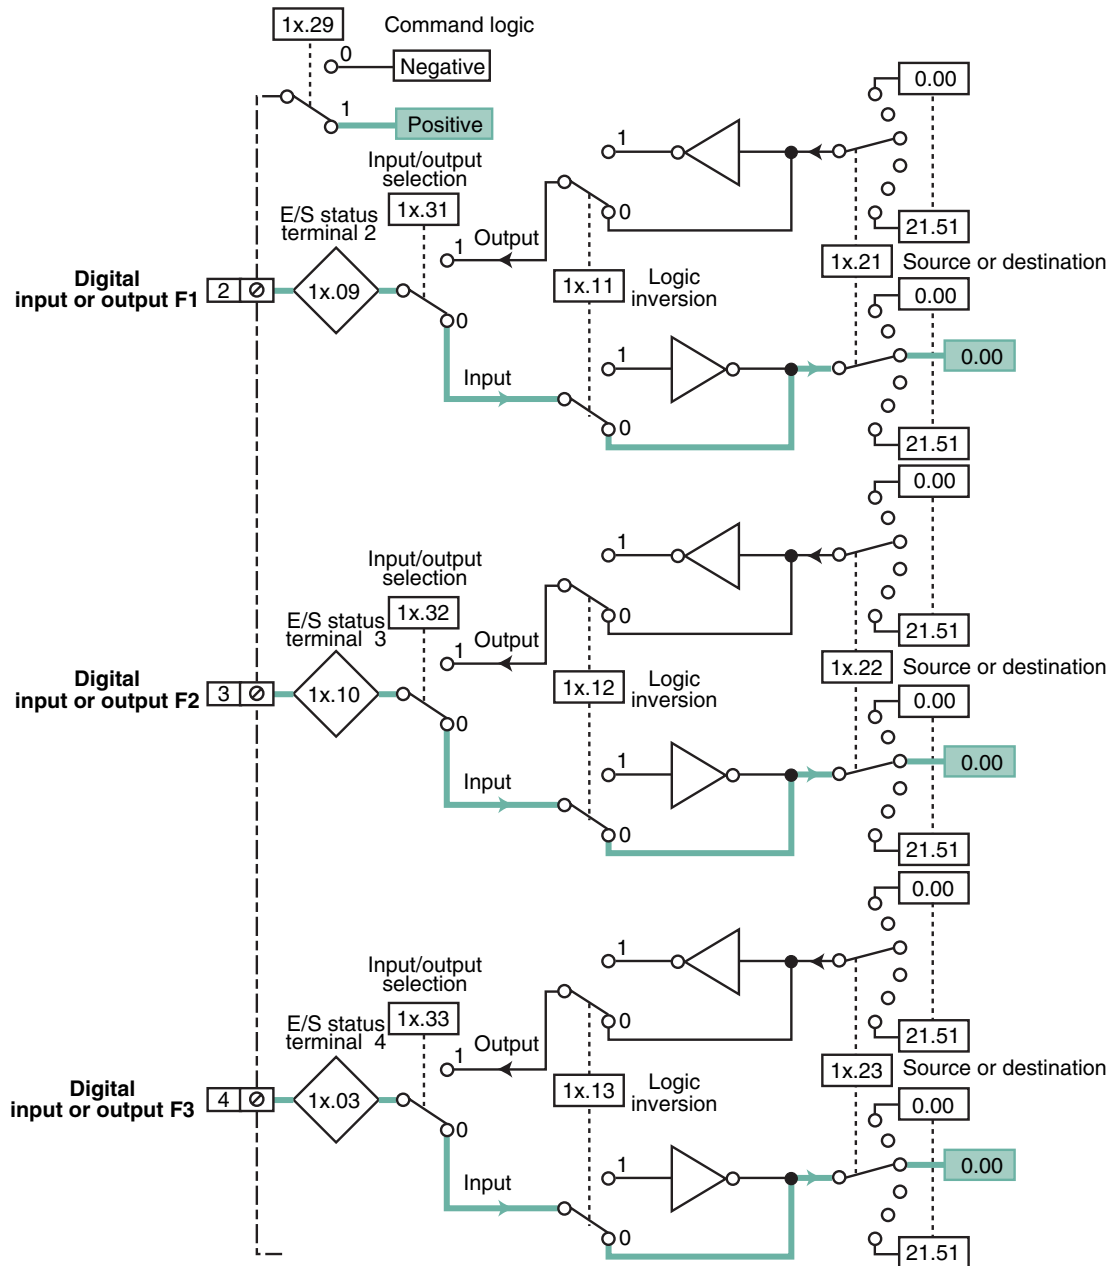 1x.29
Command logic
0
Negative
1
Positive
0.00
1
Input/output
selection
E/S status
terminal 2
1x.31
0
21.51
1
Output
Digital
input or output F1
2
1x.09
1x.11
Logic
inversion
1x.21
Source or destination
0.00
0
1
0.00
Input
0
21.51
0.00
1
Input/output
selection
E/S status
terminal 3
1x.32
0
21.51
1
Output
Digital
input or output F2
3
1x.10
1x.12
Logic
inversion
1x.22
Source or destination
0.00
0
1
0.00
Input
0
21.51
0.00
1
Input/output
selection
E/S status
terminal 4
1x.33
0
21.51
1
Output
Digital
input or output F3
4
1x.03
1x.13
Logic
inversion
1x.23
Source or destination
0.00
0
1
0.00
Input
0
21.51